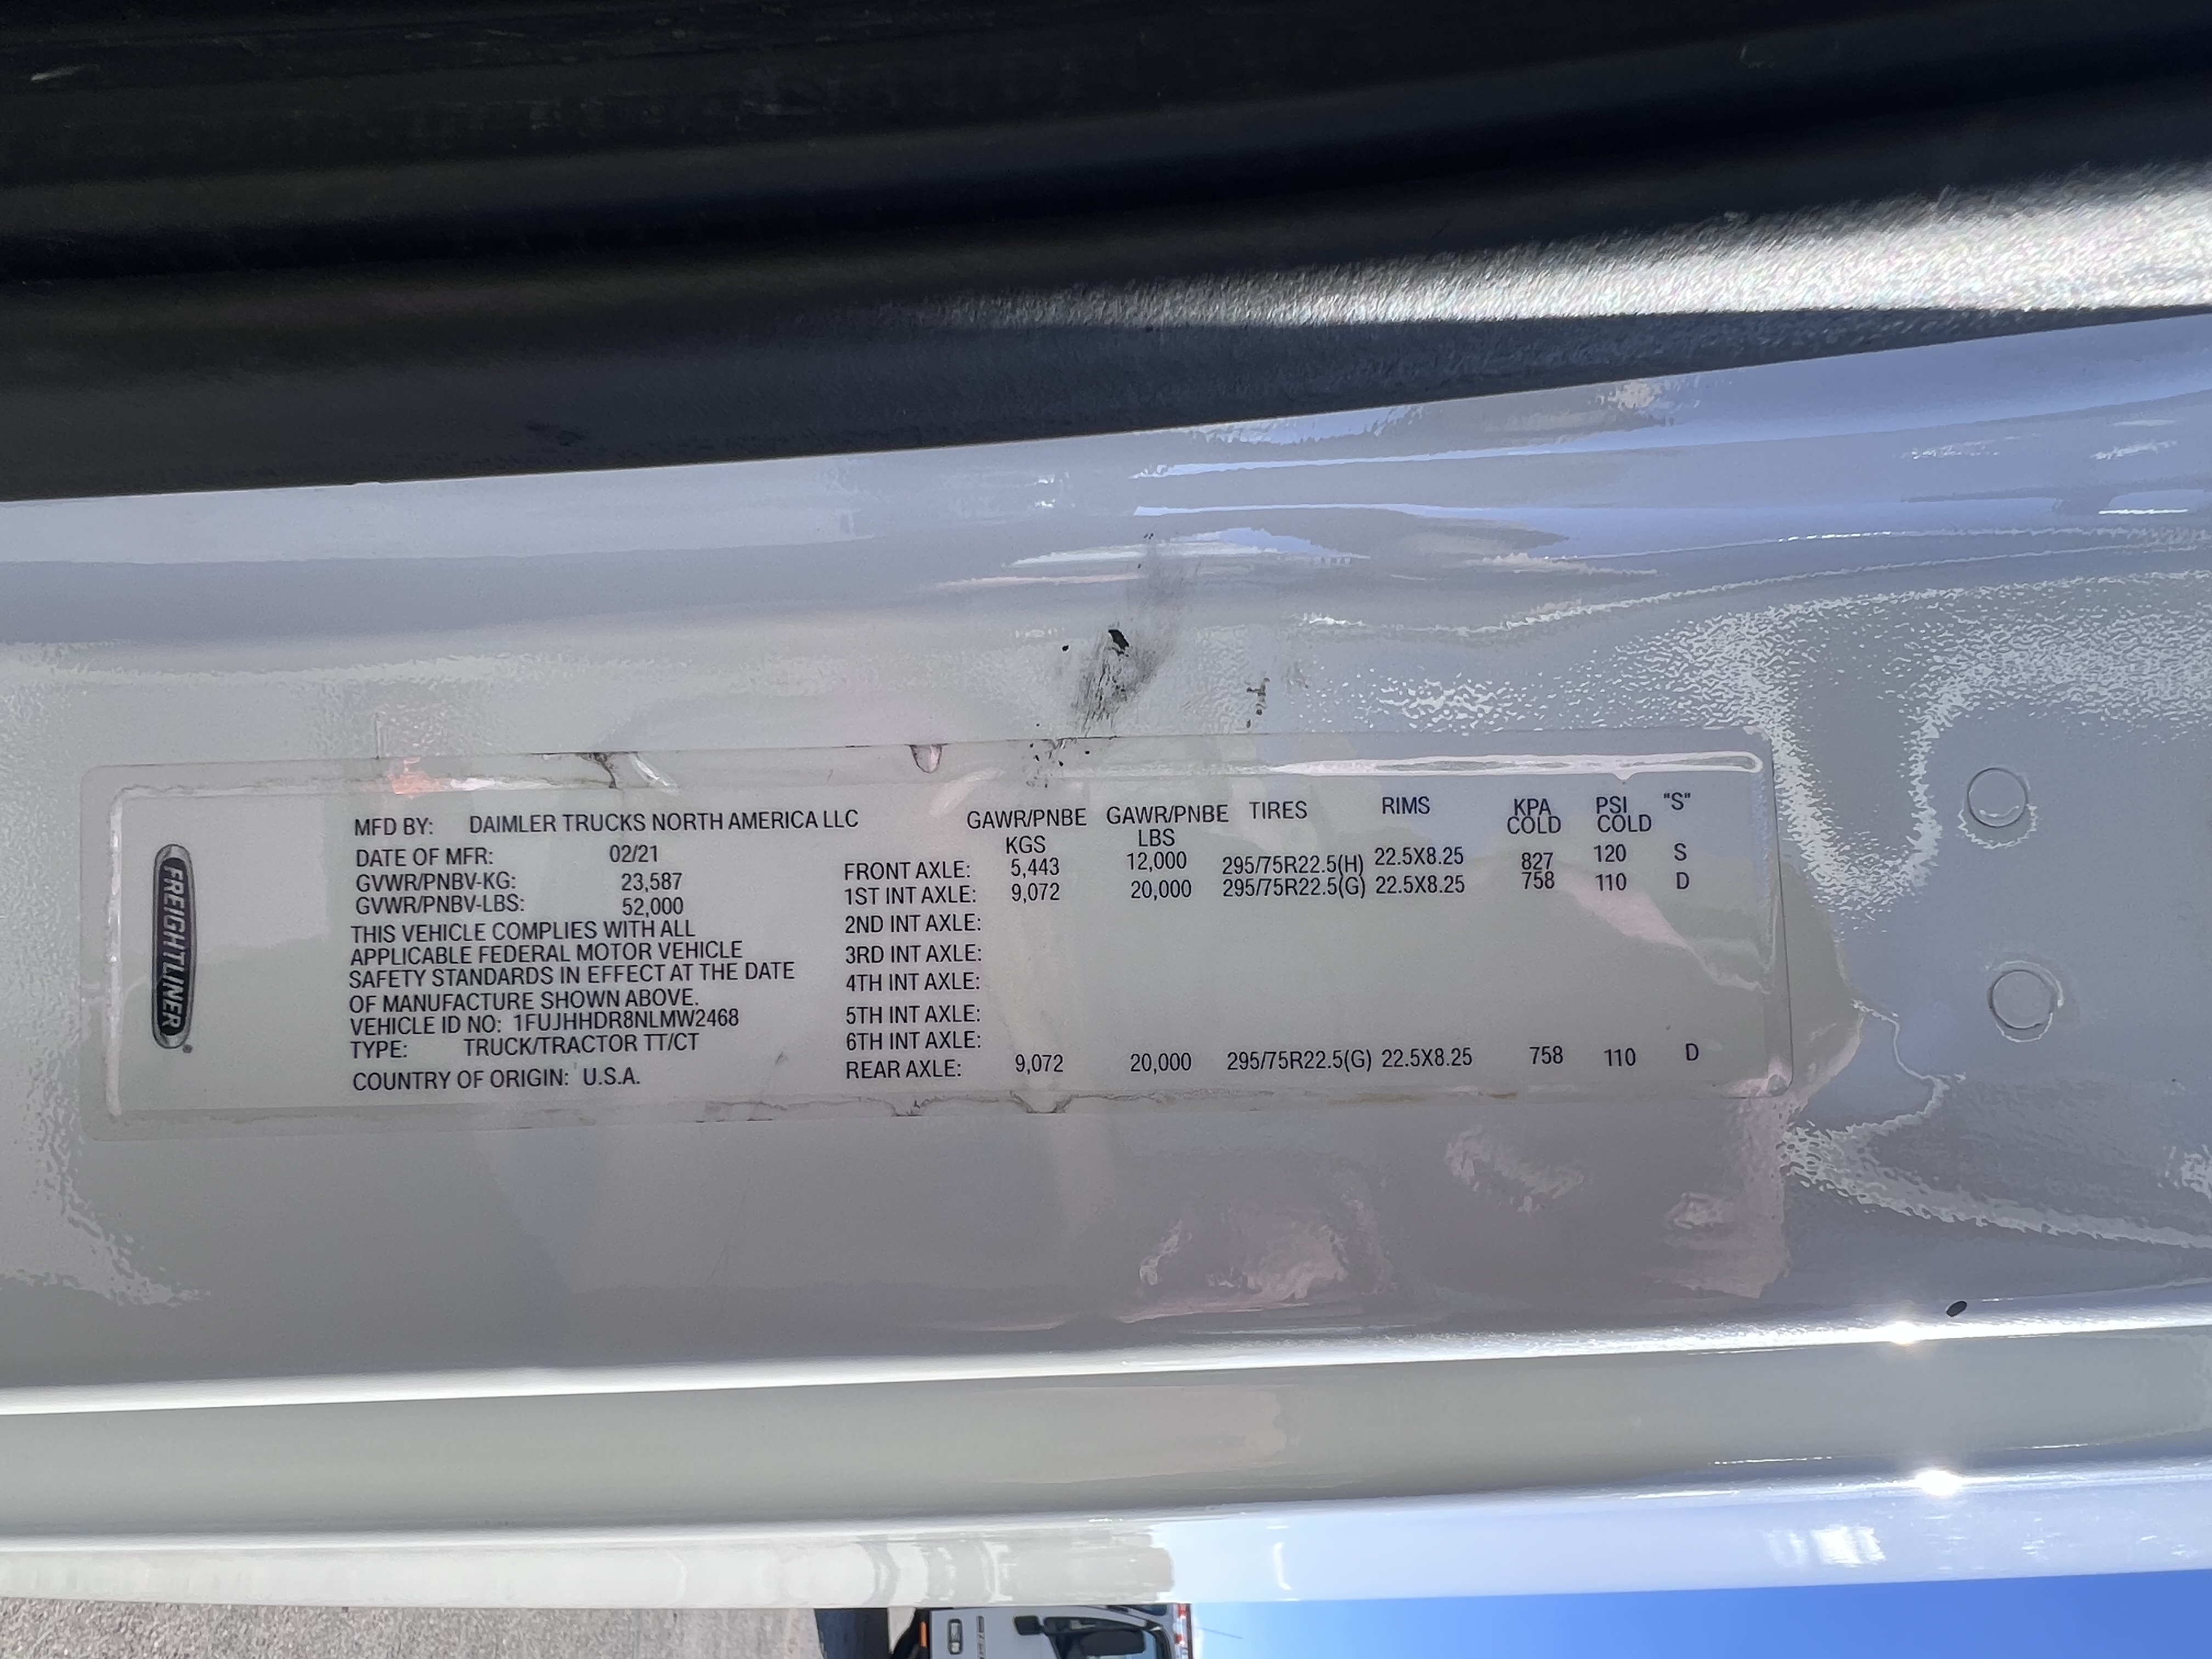 FREIGHTLINER
MFD BY: DAIMLER TRUCKS NORTH AMERICA LLC
DATE OF MFR: 02/21
GVWR/PNBV-KG: 23,587
GVWR/PNBV-LBS: 52,000
THIS VEHICLE COMPLIES WITH ALL
APPLICABLE FEDERAL MOTOR VEHICLE
SAFETY STANDARDS IN EFFECT AT THE DATE
OF MANUFACTURE SHOWN ABOVE.
VEHICLE ID NO: 1FUJHHDR8NLMW2468
TYPE: TRUCK/TRACTOR TT/CT
COUNTRY OF ORIGIN: U.S.A.
GAWR/PNBE GAWR/PNBE TIRES RIMS KPA PSI "S"
KGS LBS COLD COLD
FRONT AXLE: 5,443 12,000 295/75R22.5(H) 22.5X8.25 827 120 S
1ST INT AXLE: 9,072 20,000 295/75R22.5(G) 22.5X8.25 758 110 D
2ND INT AXLE:
3RD INT AXLE:
4TH INT AXLE:
5TH INT AXLE:
6TH INT AXLE:
REAR AXLE: 9,072 20,000 295/75R22.5(G) 22.5X8.25 758 110 D